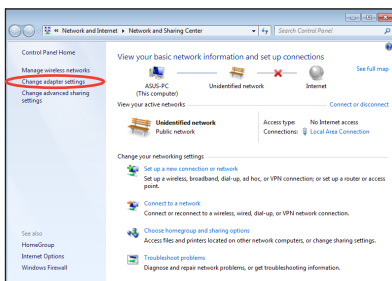 Network and Internet
Network and Sharing Center
Search Control Panel
Control Panel Home
Manage wireless networks
Change adapter settings
Change advanced sharing
settings
See also
HomeGroup
Internet Options
Windows Firewall
View your basic network information and set up connections
See full map
ASUS-PC
(This computer)
Unidentified network
Internet
View your active networks
Connect or disconnect
Unidentified network
Public network
Access type: No Internet access
Connections: Local Area Connection
Change your networking settings
Set up a new connection or network
Set up a wireless, broadband, dial-up, ad hoc, or VPN connection; or set up a router or access
point.
Connect to a network
Connect or reconnect to a wireless, wired, dial-up, or VPN network connection.
Choose homegroup and sharing options
Access files and printers located on other network computers, or change sharing settings.
Troubleshoot problems
Diagnose and repair network problems, or get troubleshooting information.